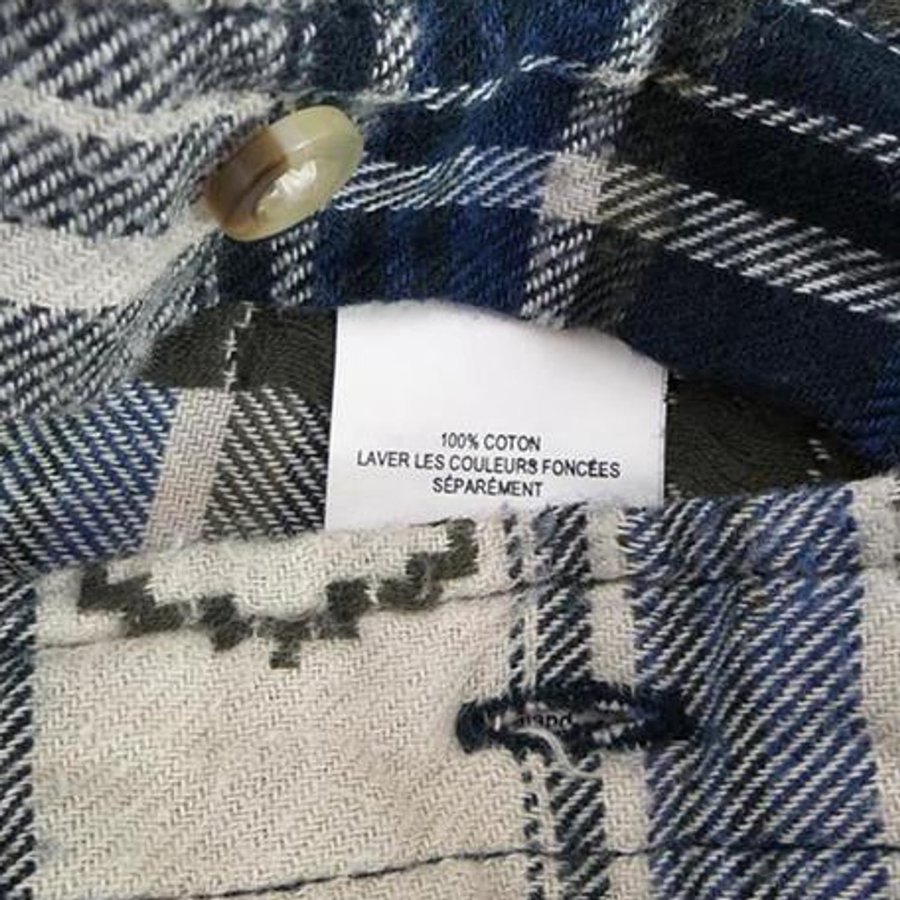 100% COTON
LAVER LES COULEURS FONCÉES
SÉPARÉMENT